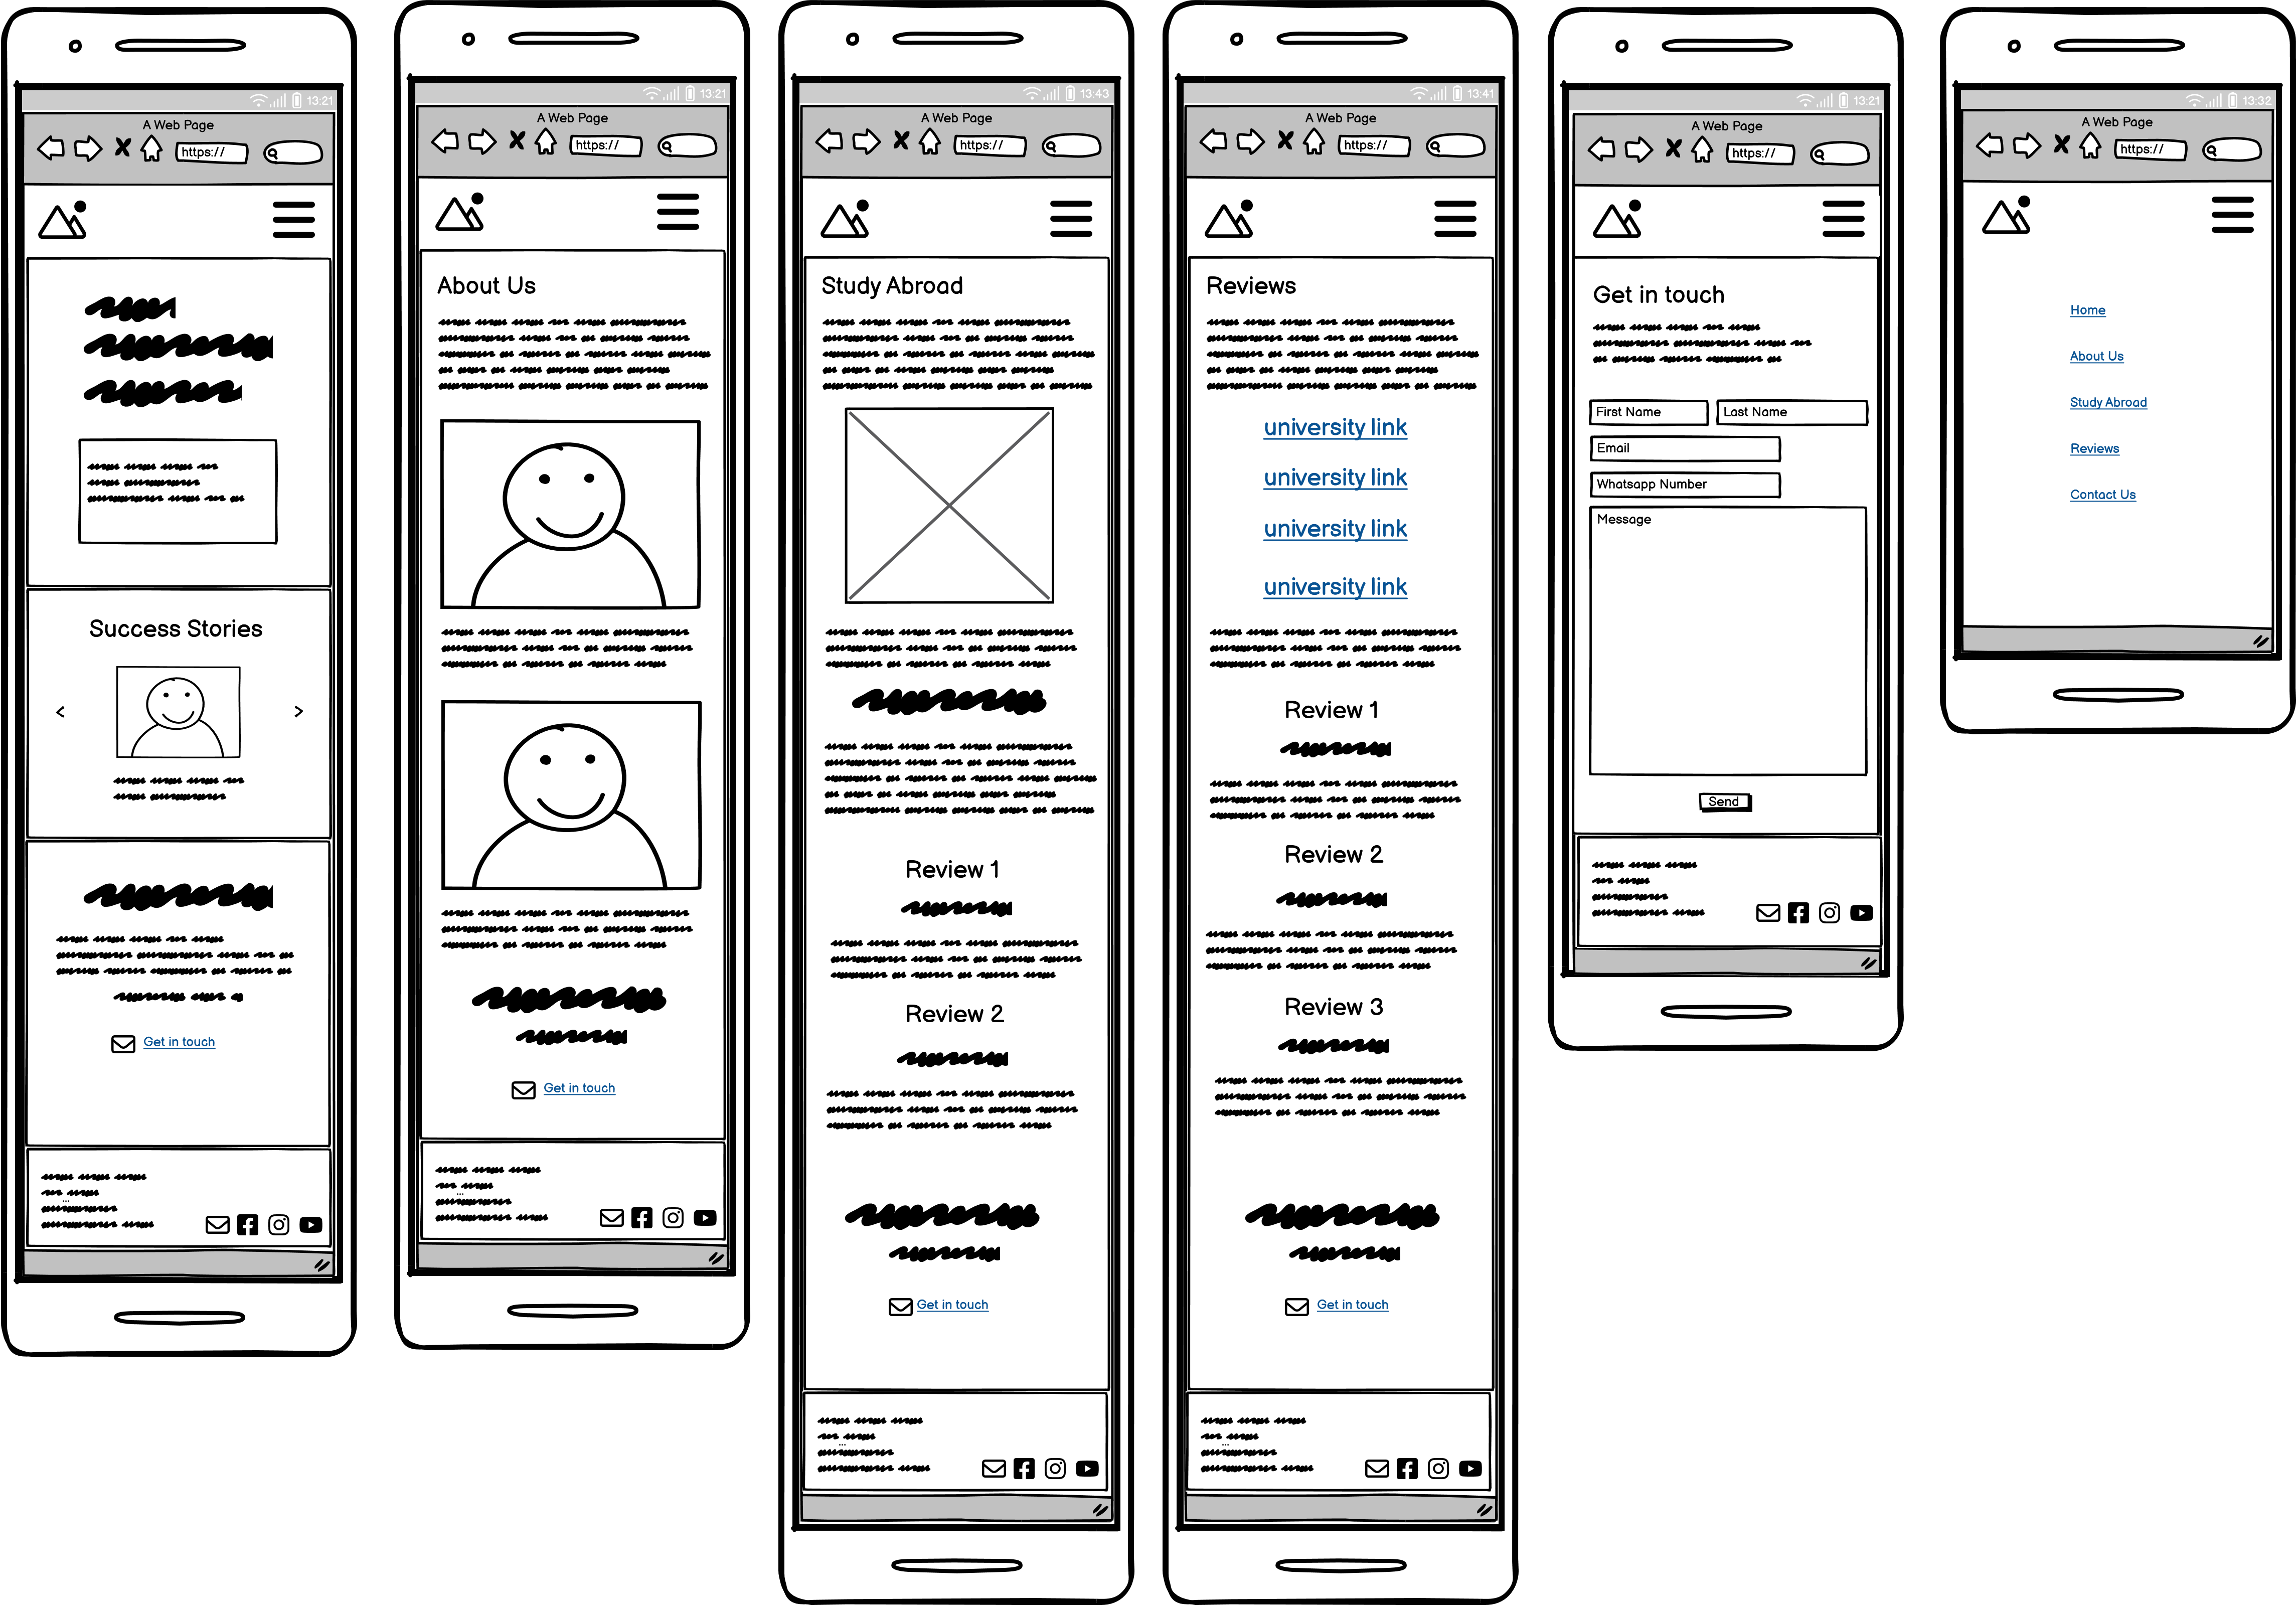 13:21
A Web Page
https://
Success Stories
<
>
Get in touch
...
13:21
A Web Page
https://
About Us
Get in touch
...
13:43
A Web Page
https://
Study Abroad
Review 1
Review 2
Get in touch
...
13:41
A Web Page
https://
Reviews
university link
university link
university link
university link
Review 1
Review 2
Review 3
Get in touch
...
13:21
A Web Page
https://
Get in touch
First Name Last Name
Email
Whatsapp Number
Message
Send
13:32
A Web Page
https://
Home
About Us
Study Abroad
Reviews
Contact Us